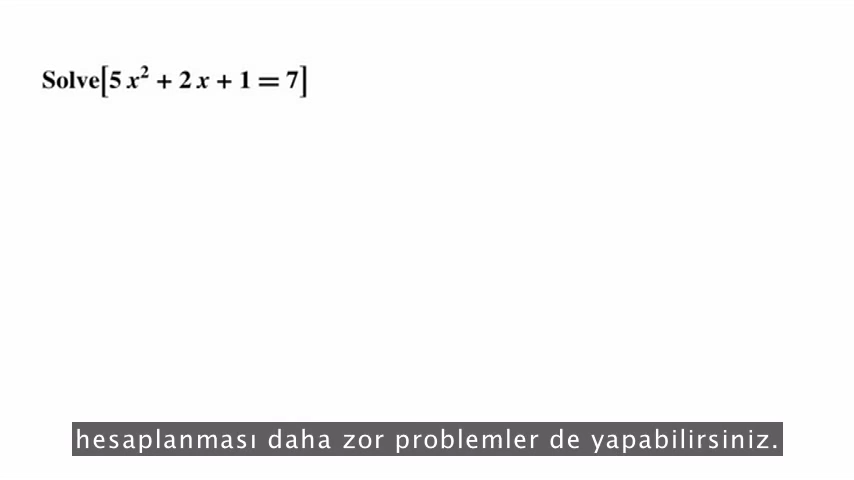 Solve[5 x² + 2 x + 1 = 7]
hesaplanması daha zor problemler de yapabilirsiniz.